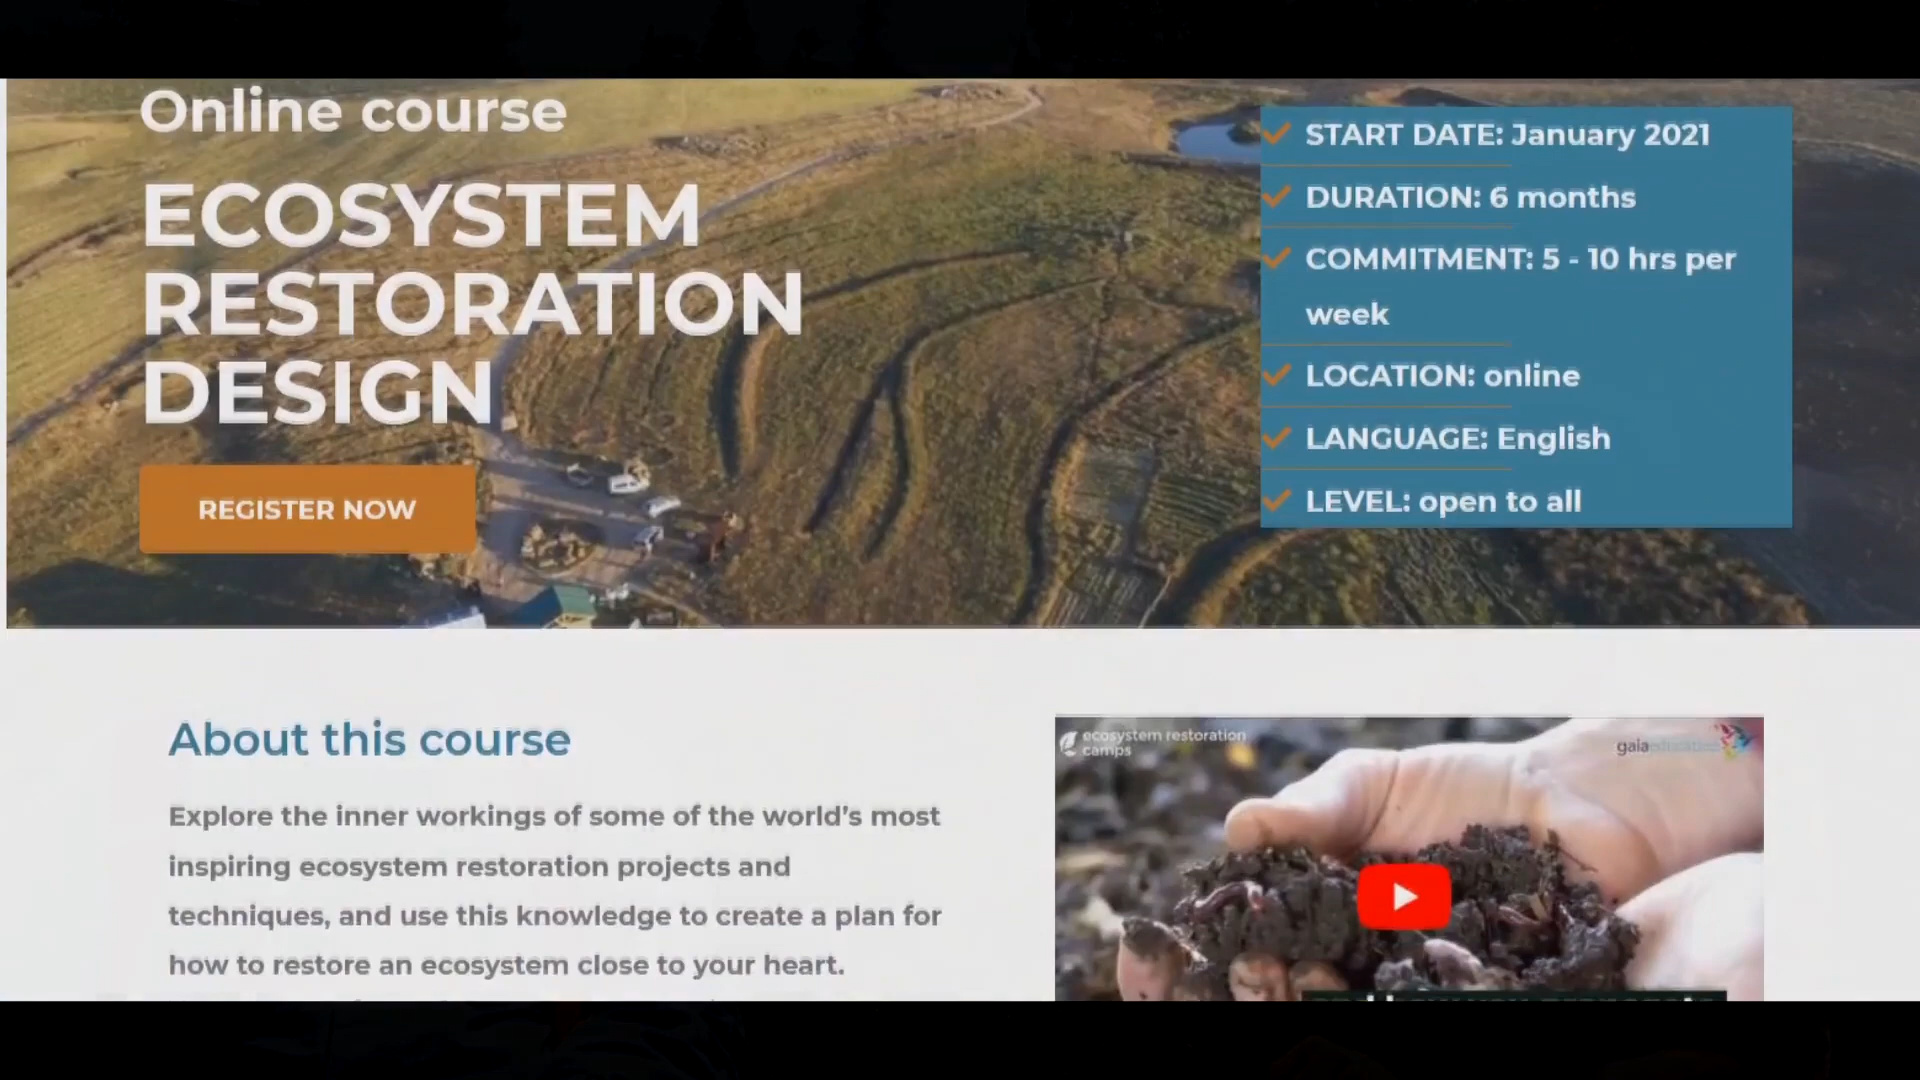 Online course
ECOSYSTEM
RESTORATION
DESIGN
REGISTER NOW
START DATE: January 2021
DURATION: 6 months
COMMITMENT: 5 - 10 hrs per
week
LOCATION: online
LANGUAGE: English
LEVEL: open to all
About this course
Explore the inner workings of some of the world's most
inspiring ecosystem restoration projects and
techniques, and use this knowledge to create a plan for
how to restore an ecosystem close to your heart.
ecosystem restoration
camps
gaiaeducation